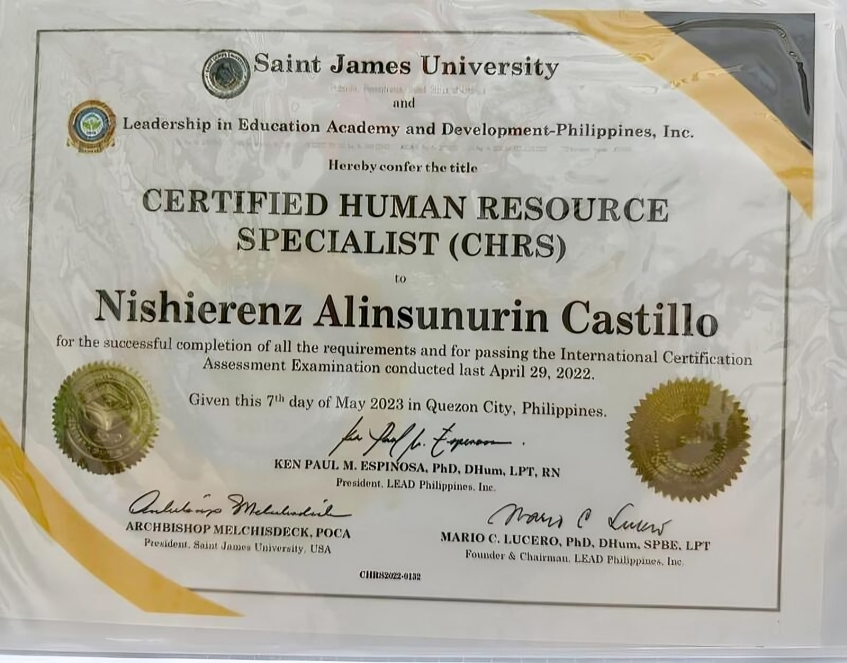 Saint James University
and
Leadership in Education Academy and Development-Philippines, Inc.
Hereby confer the title
CERTIFIED HUMAN RESOURCE
SPECIALIST (CHRS)
to
Nishierenz Alinsunurin Castillo
for the successful completion of all the requirements and for passing the International Certification
Assessment Examination conducted last April 29, 2022.
Given this 7th day of May 2023 in Quezon City, Philippines.
KEN PAUL M. ESPINOSA, PhD, DHum, LPT, RN
President, LEAD Philippines, Inc.
ARCHBISHOP MELCHISDECK, POCA
President, Saint James University, USA
MARIO C. LUCERO, PhD, DHum, SPBE, LPT
Founder & Chairman, LEAD Philippines, Inc.
CHRS2022-0132